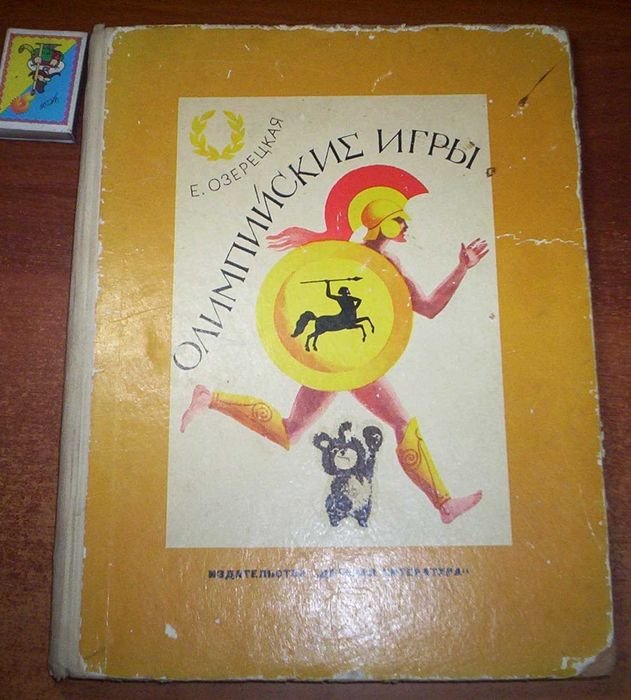 Е. ОЗЕРЕЦКАЯ
ОЛИМПИЙСКИЕ ИГРЫ
ИЗДАТЕЛЬСТВО „ДЕТСКАЯ ЛИТЕРАТУРА“